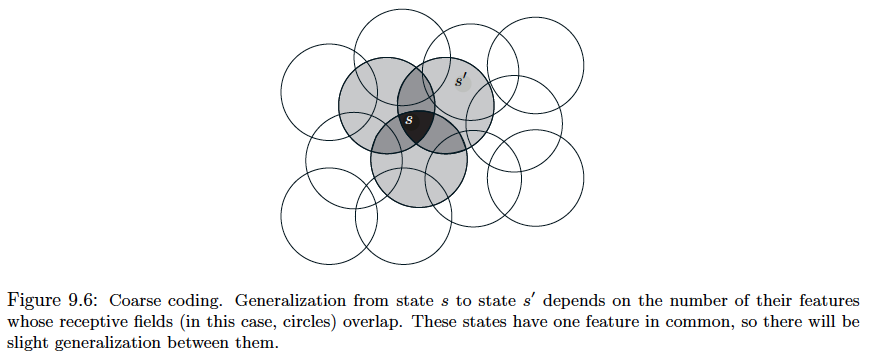 s′
s
Figure 9.6: Coarse coding. Generalization from state s to state s′ depends on the number of their features
whose receptive fields (in this case, circles) overlap. These states have one feature in common, so there will be
slight generalization between them.